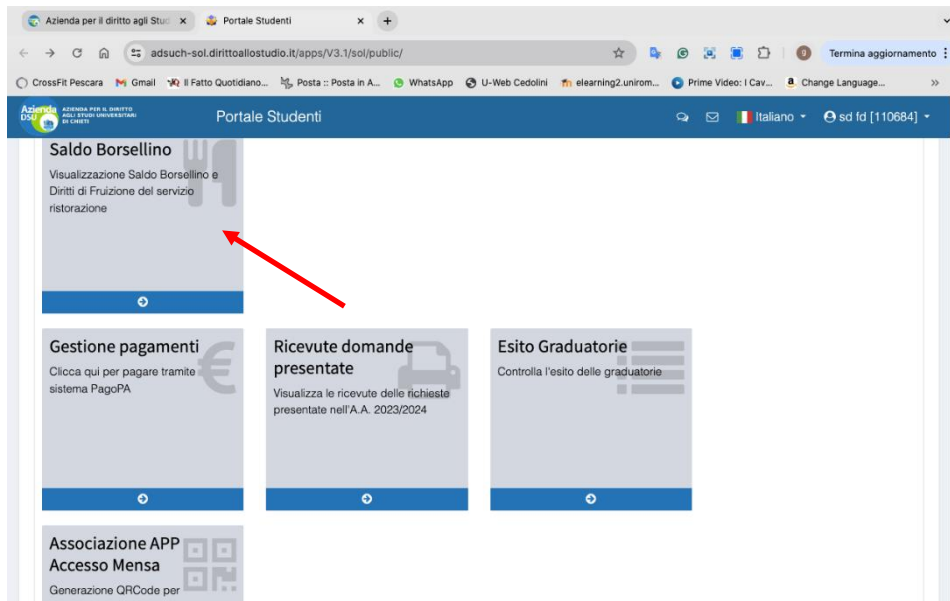 Azienda per il diritto agli Stud
Portale Studenti
adsuch-sol.dirittoallostudio.it/apps/V3.1/sol/public/
Termina aggiornamento
CrossFit Pescara
Gmail
Il Fatto Quotidiano...
Posta :: Posta in A...
WhatsApp
U-Web Cedolini
elearning2.unirom...
Prime Video: I Cav...
Change Language...
Azienda
DSU
AZIENDA PER IL DIRITTO
AGLI STUDI UNIVERSITARI
DI CHIETI
Portale Studenti
Italiano
sd fd [110684]
Saldo Borsellino
Visualizzazione Saldo Borsellino e
Diritti di Fruizione del servizio
ristorazione
Gestione pagamenti
Clicca qui per pagare tramite
sistema PagoPA
Ricevute domande
presentate
Visualizza le ricevute delle richieste
presentate nell'A.A. 2023/2024
Esito Graduatorie
Controlla l'esito delle graduatorie
Associazione APP
Accesso Mensa
Generazione QRCode per